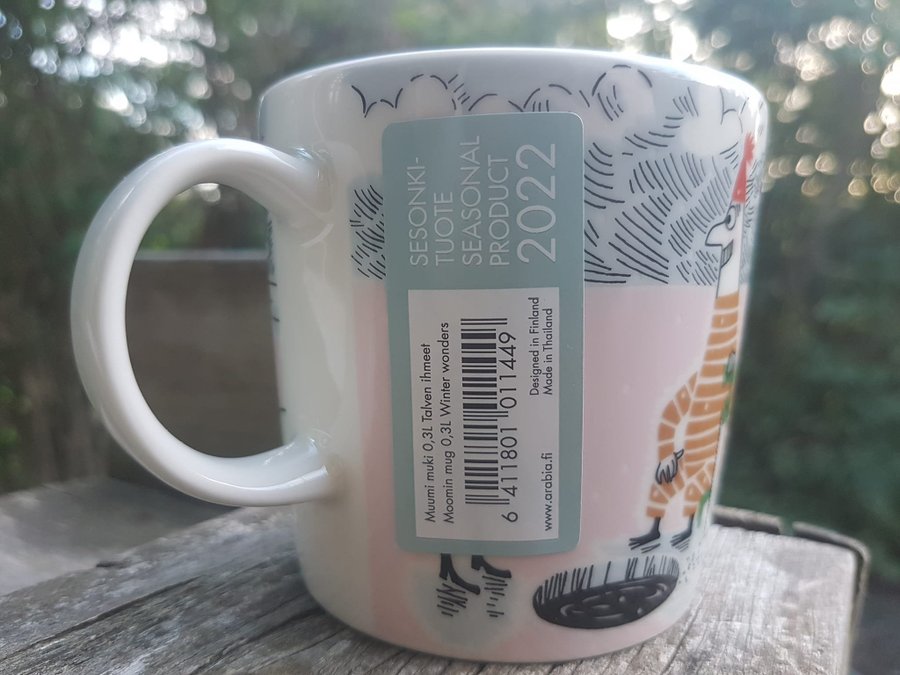 SESONKI-
TUOTE
SEASONAL
PRODUCT
2022
Muumi muki 0,3L Talven ihmeet
Moomin mug 0,3L Winter wonders
6 411801 011449
www.arabia.fi
Designed in Finland
Made in Thailand